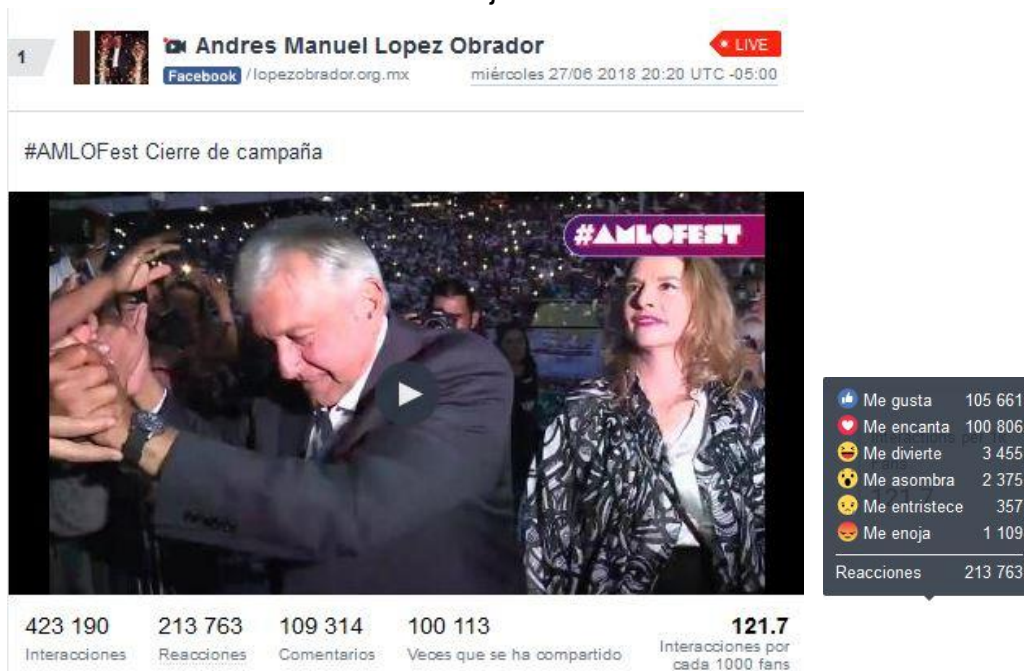 1
Andres Manuel Lopez Obrador
LIVE
Facebook /lopezobrador.org.mx
miércoles 27/06 2018 20:20 UTC -05:00
#AMLOFest Cierre de campaña
#AMLOFEST
423 190
Interacciones
213 763
Reacciones
109 314
Comentarios
100 113
Veces que se ha compartido
121.7
Interacciones por
cada 1000 fans
Me gusta 105 661
Me encanta 100 806
Me divierte 3 455
Me asombra 2 375
Me entristece 357
Me enoja 1 109
Reacciones 213 763